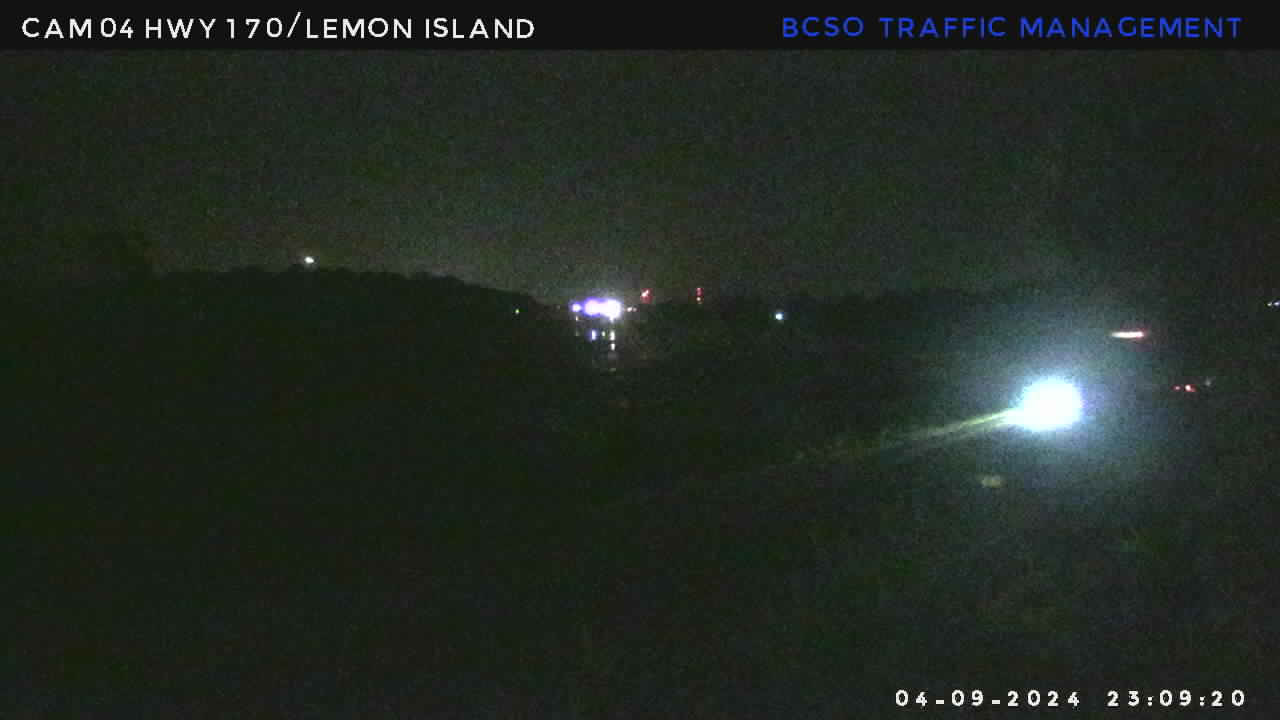 CAM04 HWY 170/LEMON ISLAND
BCSO TRAFFIC MANAGEMENT
04-09-2024 23:09:20